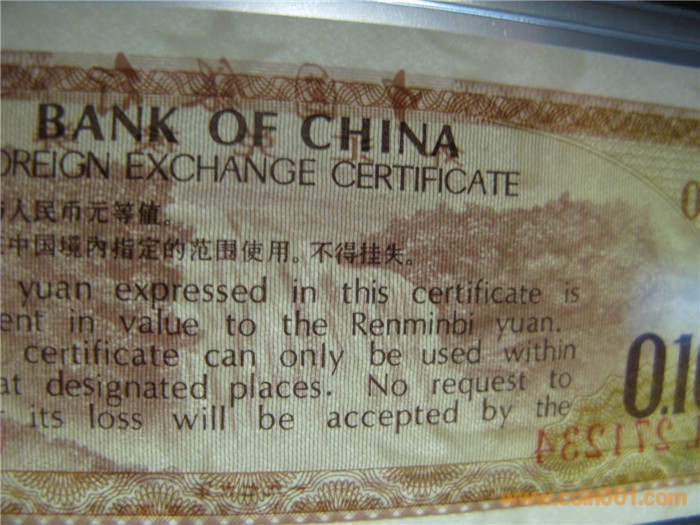 BANK OF CHINA
OREIGN EXCHANGE CERTIFICATE
人民币元等值。
中国境内指定的范围使用。不得挂失。
yuan expressed in this certificate is
ent in value to the Renminbi yuan.
certificate can only be used within
at designated places. No request to
its loss will be accepted by the
0.1
271234
www.coin001.com